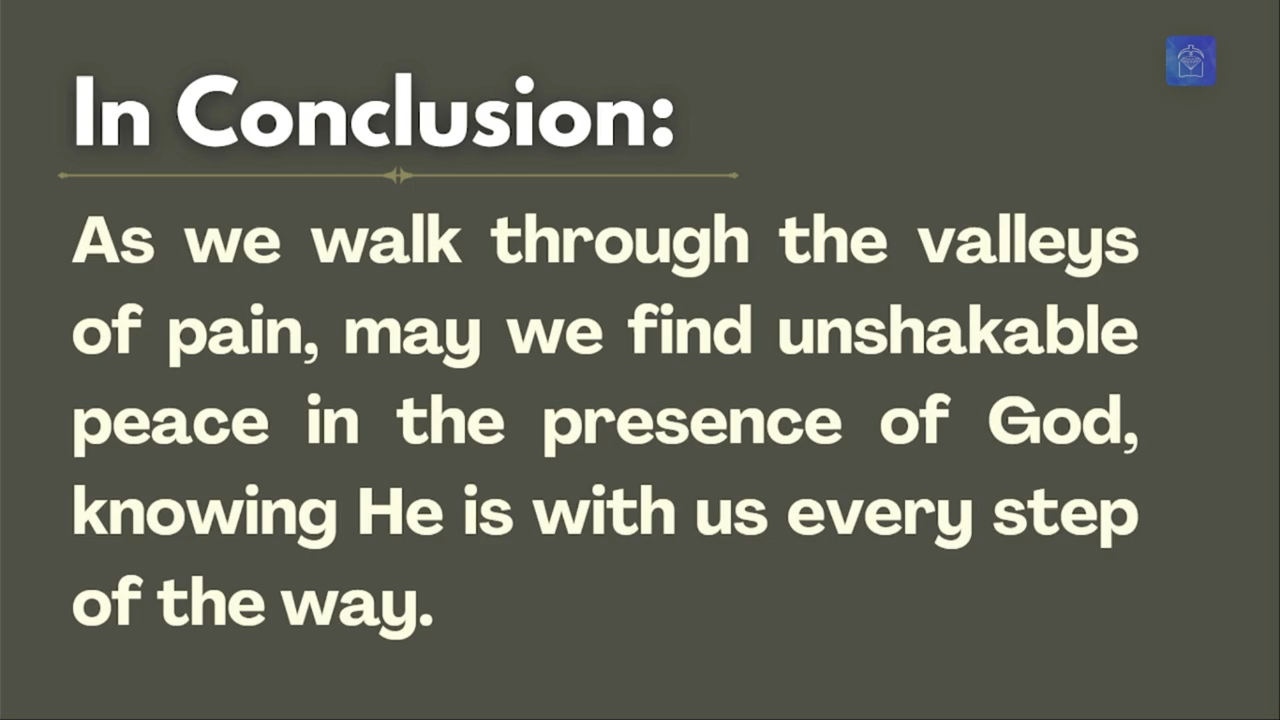 In Conclusion:
As we walk through the valleys
of pain, may we find unshakable
peace in the presence of God,
knowing He is with us every step
of the way.